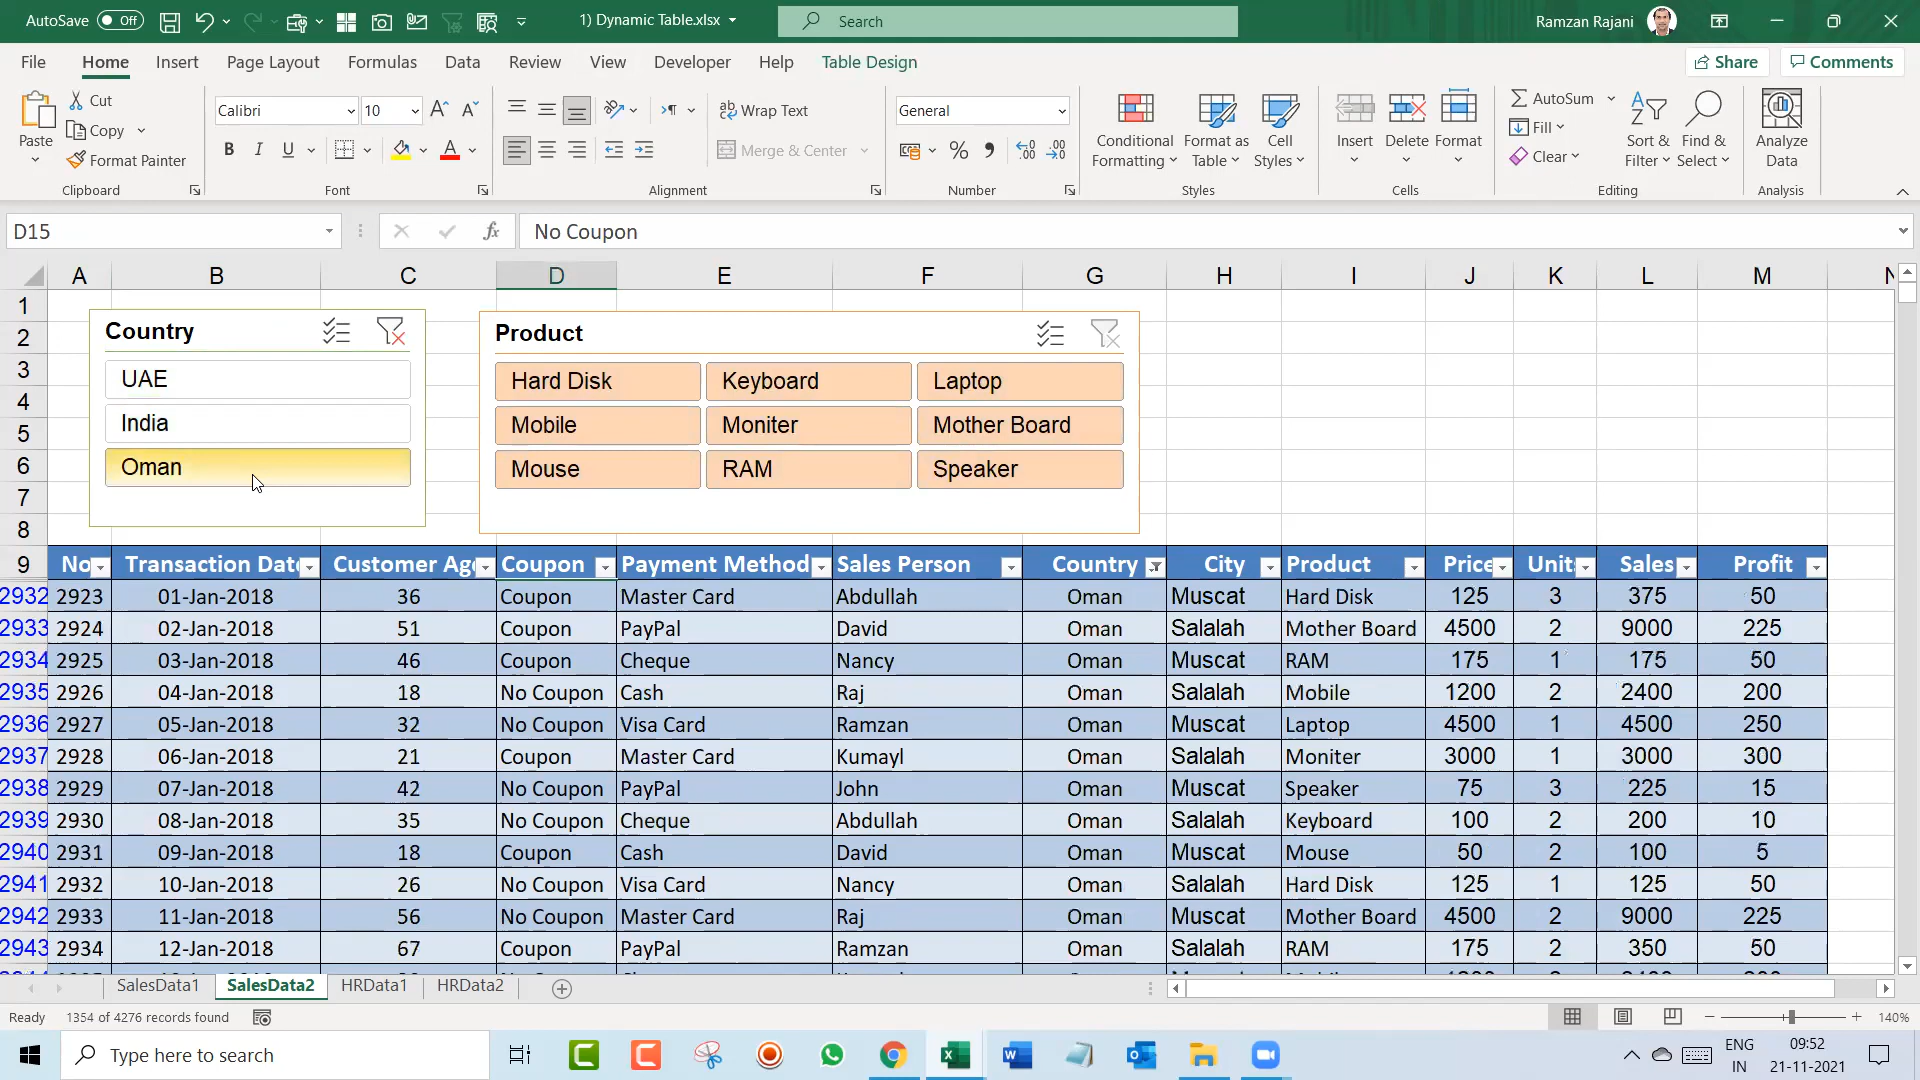 AutoSave Off 1) Dynamic Table.xlsx Search Ramzan Rajani
File Home Insert Page Layout Formulas Data Review View Developer Help Table Design Share Comments
Paste Cut Copy Format Painter Clipboard
Calibri 10 B I U A Font
ab Wrap Text Merge & Center Alignment
General % Number
Conditional Formatting Format as Table Cell Styles Styles
Insert Delete Format Cells
AutoSum Fill Clear Sort & Filter Find & Select Editing
Analyze Data Analysis
D15 fx No Coupon
A B C D E F G H I J K L M N
1
2
3
4
5
6
7
8
Country
UAE
India
Oman
Product
Hard Disk Keyboard Laptop
Mobile Moniter Mother Board
Mouse RAM Speaker
9 No Transaction Date Customer Age Coupon Payment Method Sales Person Country City Product Price Unit Sales Profit
2932 2923 01-Jan-2018 36 Coupon Master Card Abdullah Oman Muscat Hard Disk 125 3 375 50
2933 2924 02-Jan-2018 51 Coupon PayPal David Oman Salalah Mother Board 4500 2 9000 225
2934 2925 03-Jan-2018 46 Coupon Cheque Nancy Oman Muscat RAM 175 1 175 50
2935 2926 04-Jan-2018 18 No Coupon Cash Raj Oman Salalah Mobile 1200 2 2400 200
2936 2927 05-Jan-2018 32 No Coupon Visa Card Ramzan Oman Muscat Laptop 4500 1 4500 250
2937 2928 06-Jan-2018 21 Coupon Master Card Kumayl Oman Salalah Moniter 3000 1 3000 300
2938 2929 07-Jan-2018 42 No Coupon PayPal John Oman Muscat Speaker 75 3 225 15
2939 2930 08-Jan-2018 35 No Coupon Cheque Abdullah Oman Salalah Keyboard 100 2 200 10
2940 2931 09-Jan-2018 18 Coupon Cash David Oman Muscat Mouse 50 2 100 5
2941 2932 10-Jan-2018 26 No Coupon Visa Card Nancy Oman Salalah Hard Disk 125 1 125 50
2942 2933 11-Jan-2018 56 No Coupon Master Card Raj Oman Muscat Mother Board 4500 2 9000 225
2943 2934 12-Jan-2018 67 Coupon PayPal Ramzan Oman Salalah RAM 175 2 350 50
SalesData1 SalesData2 HRData1 HRData2
Ready 1354 of 4276 records found 140%
Type here to search ENG 09:52
IN 21-11-2021